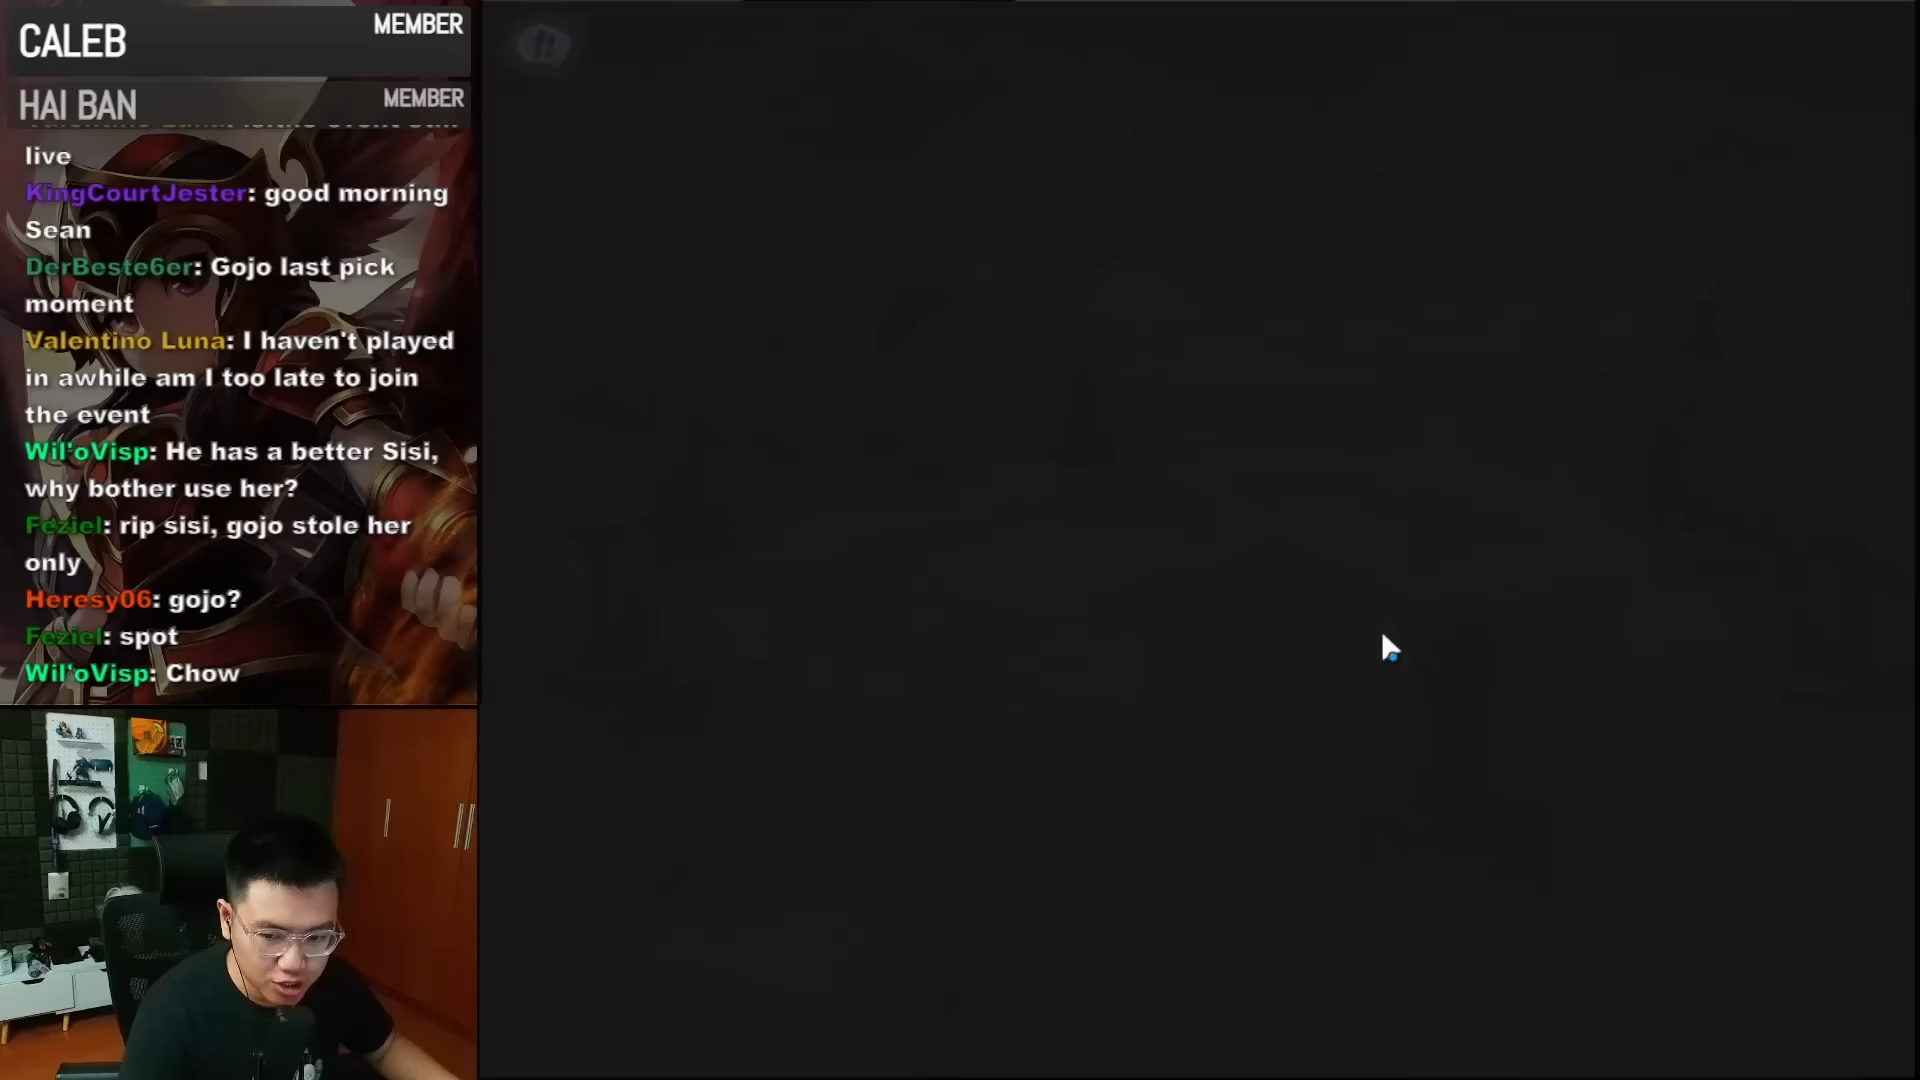 CALEB
MEMBER
HAI BAN
MEMBER
live
KingCourtJester: good morning
Sean
DerBeste6er: Gojo last pick
moment
Valentino Luna: I haven't played
in awhile am I too late to join
the event
Wil'oVisp: He has a better Sisi,
why bother use her?
Feziel: rip sisi, gojo stole her
only
Heresy06: gojo?
Feziel: spot
Wil'oVisp: Chow